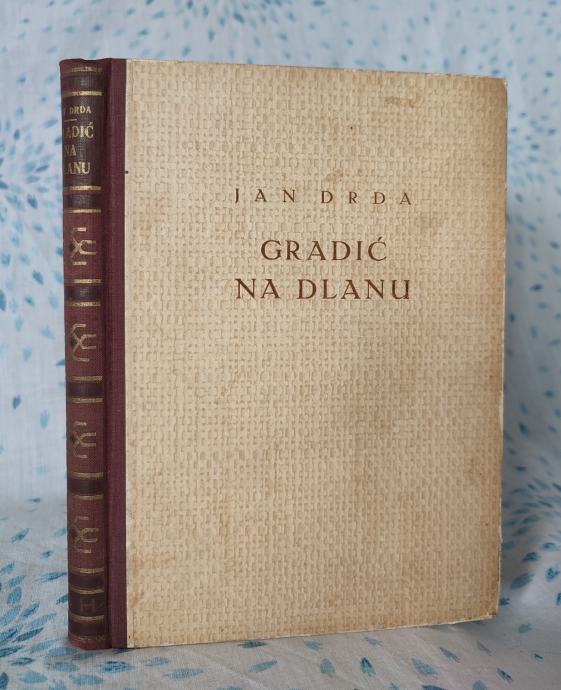 JAN DRDA
GRADIĆ
NA DLANU
DRDA
GRADIĆ
NA
DLANU
H